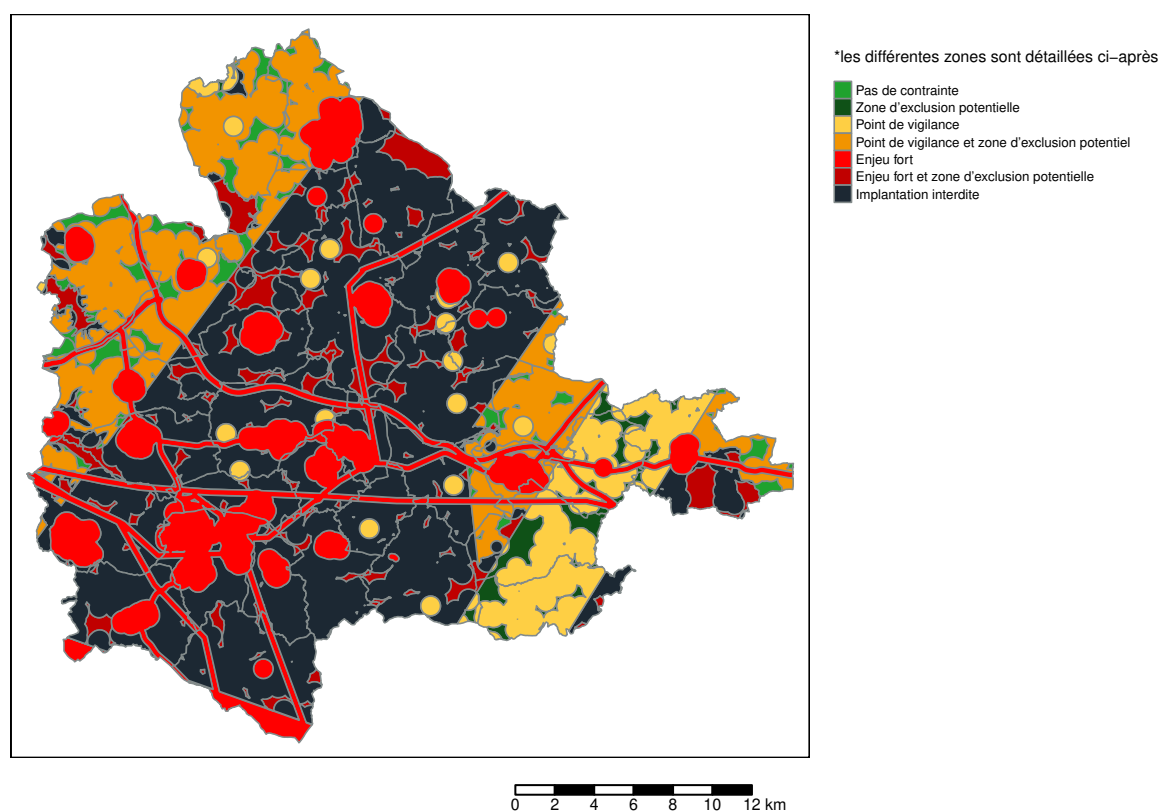 *les différentes zones sont détaillées ci−après
Pas de contrainte
Zone d'exclusion potentielle
Point de vigilance
Point de vigilance et zone d'exclusion potentiel
Enjeu fort
Enjeu fort et zone d'exclusion potentielle
Implantation interdite
0 2 4 6 8 10 12 km